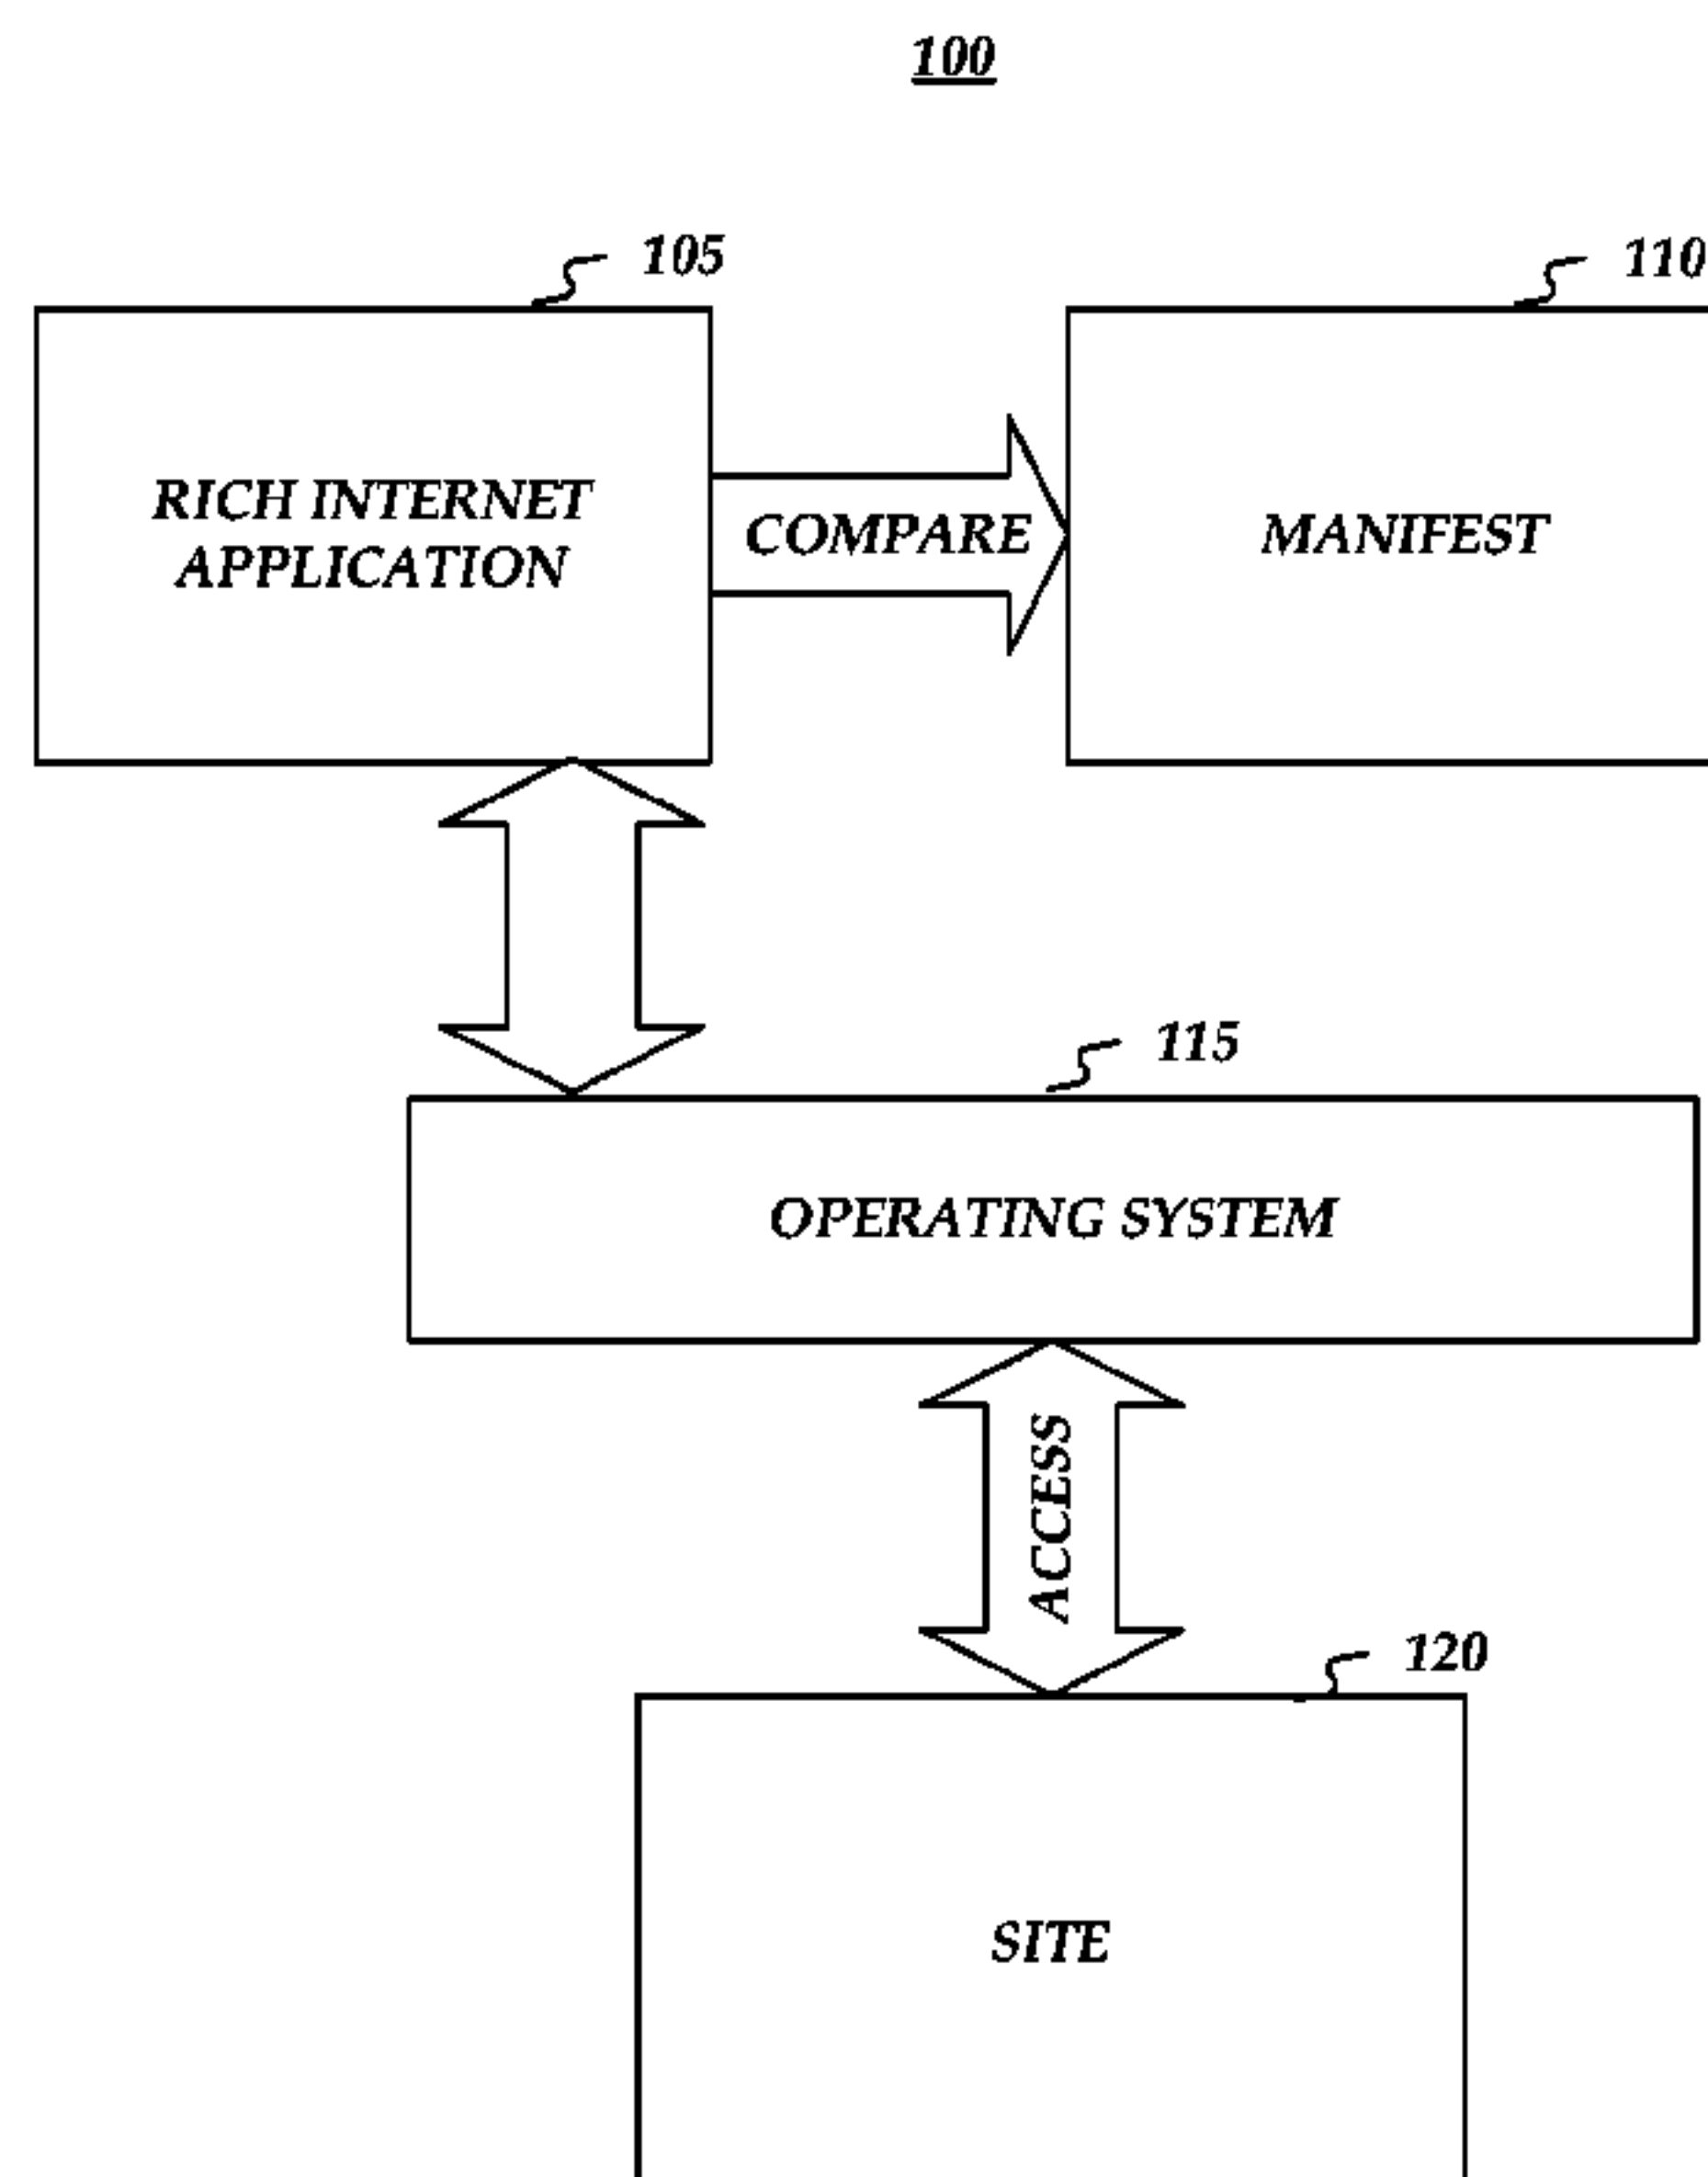 100
105
110
RICH INTERNET
APPLICATION
COMPARE
MANIFEST
115
OPERATING SYSTEM
ACCESS
120
SITE